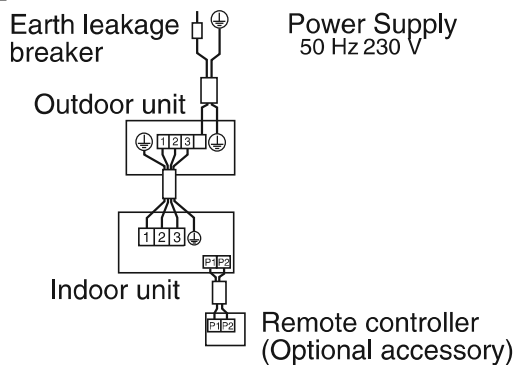 Earth leakage
breaker
Power Supply
50 Hz 230 V
Outdoor unit
1 2 3
1 2 3
P1 P2
Indoor unit
P1 P2
Remote controller
(Optional accessory)